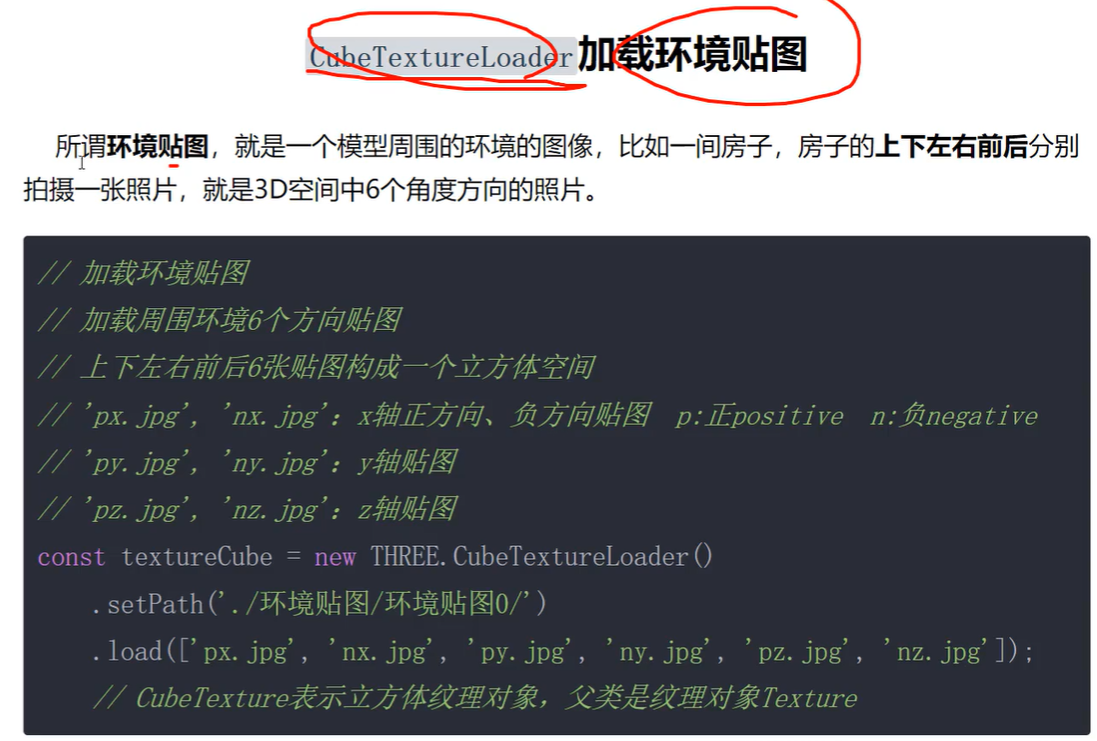 CubeTextureLoader加载环境贴图
所谓环境贴图，就是一个模型周围的环境的图像，比如一间房子，房子的上下左右前后分别
拍摄一张照片，就是3D空间中6个角度方向的照片。
// 加载环境贴图
// 加载周围环境6个方向贴图
// 上下左右前后6张贴图构成一个立方体空间
// 'px.jpg', 'nx.jpg'：x轴正方向、负方向贴图  p:正positive  n:负negative
// 'py.jpg', 'ny.jpg'：y轴贴图
// 'pz.jpg', 'nz.jpg'：z轴贴图
const textureCube = new THREE.CubeTextureLoader()
.setPath('./环境贴图/环境贴图0/')
.load(['px.jpg', 'nx.jpg', 'py.jpg', 'ny.jpg', 'pz.jpg', 'nz.jpg']);
// CubeTexture表示立方体纹理对象，父类是纹理对象Texture